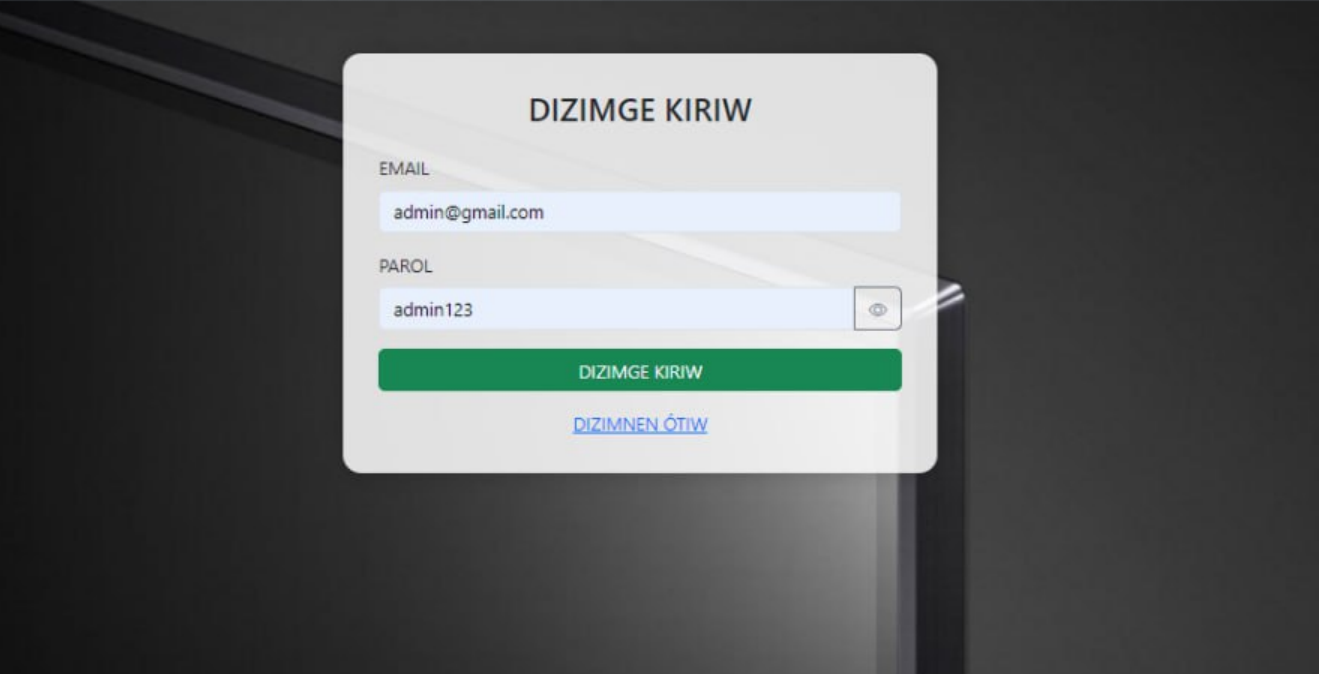 DIZIMGE KIRIW
EMAIL
admin@gmail.com
PAROL
admin123
DIZIMGE KIRIW
DIZIMNEN ÓTIW